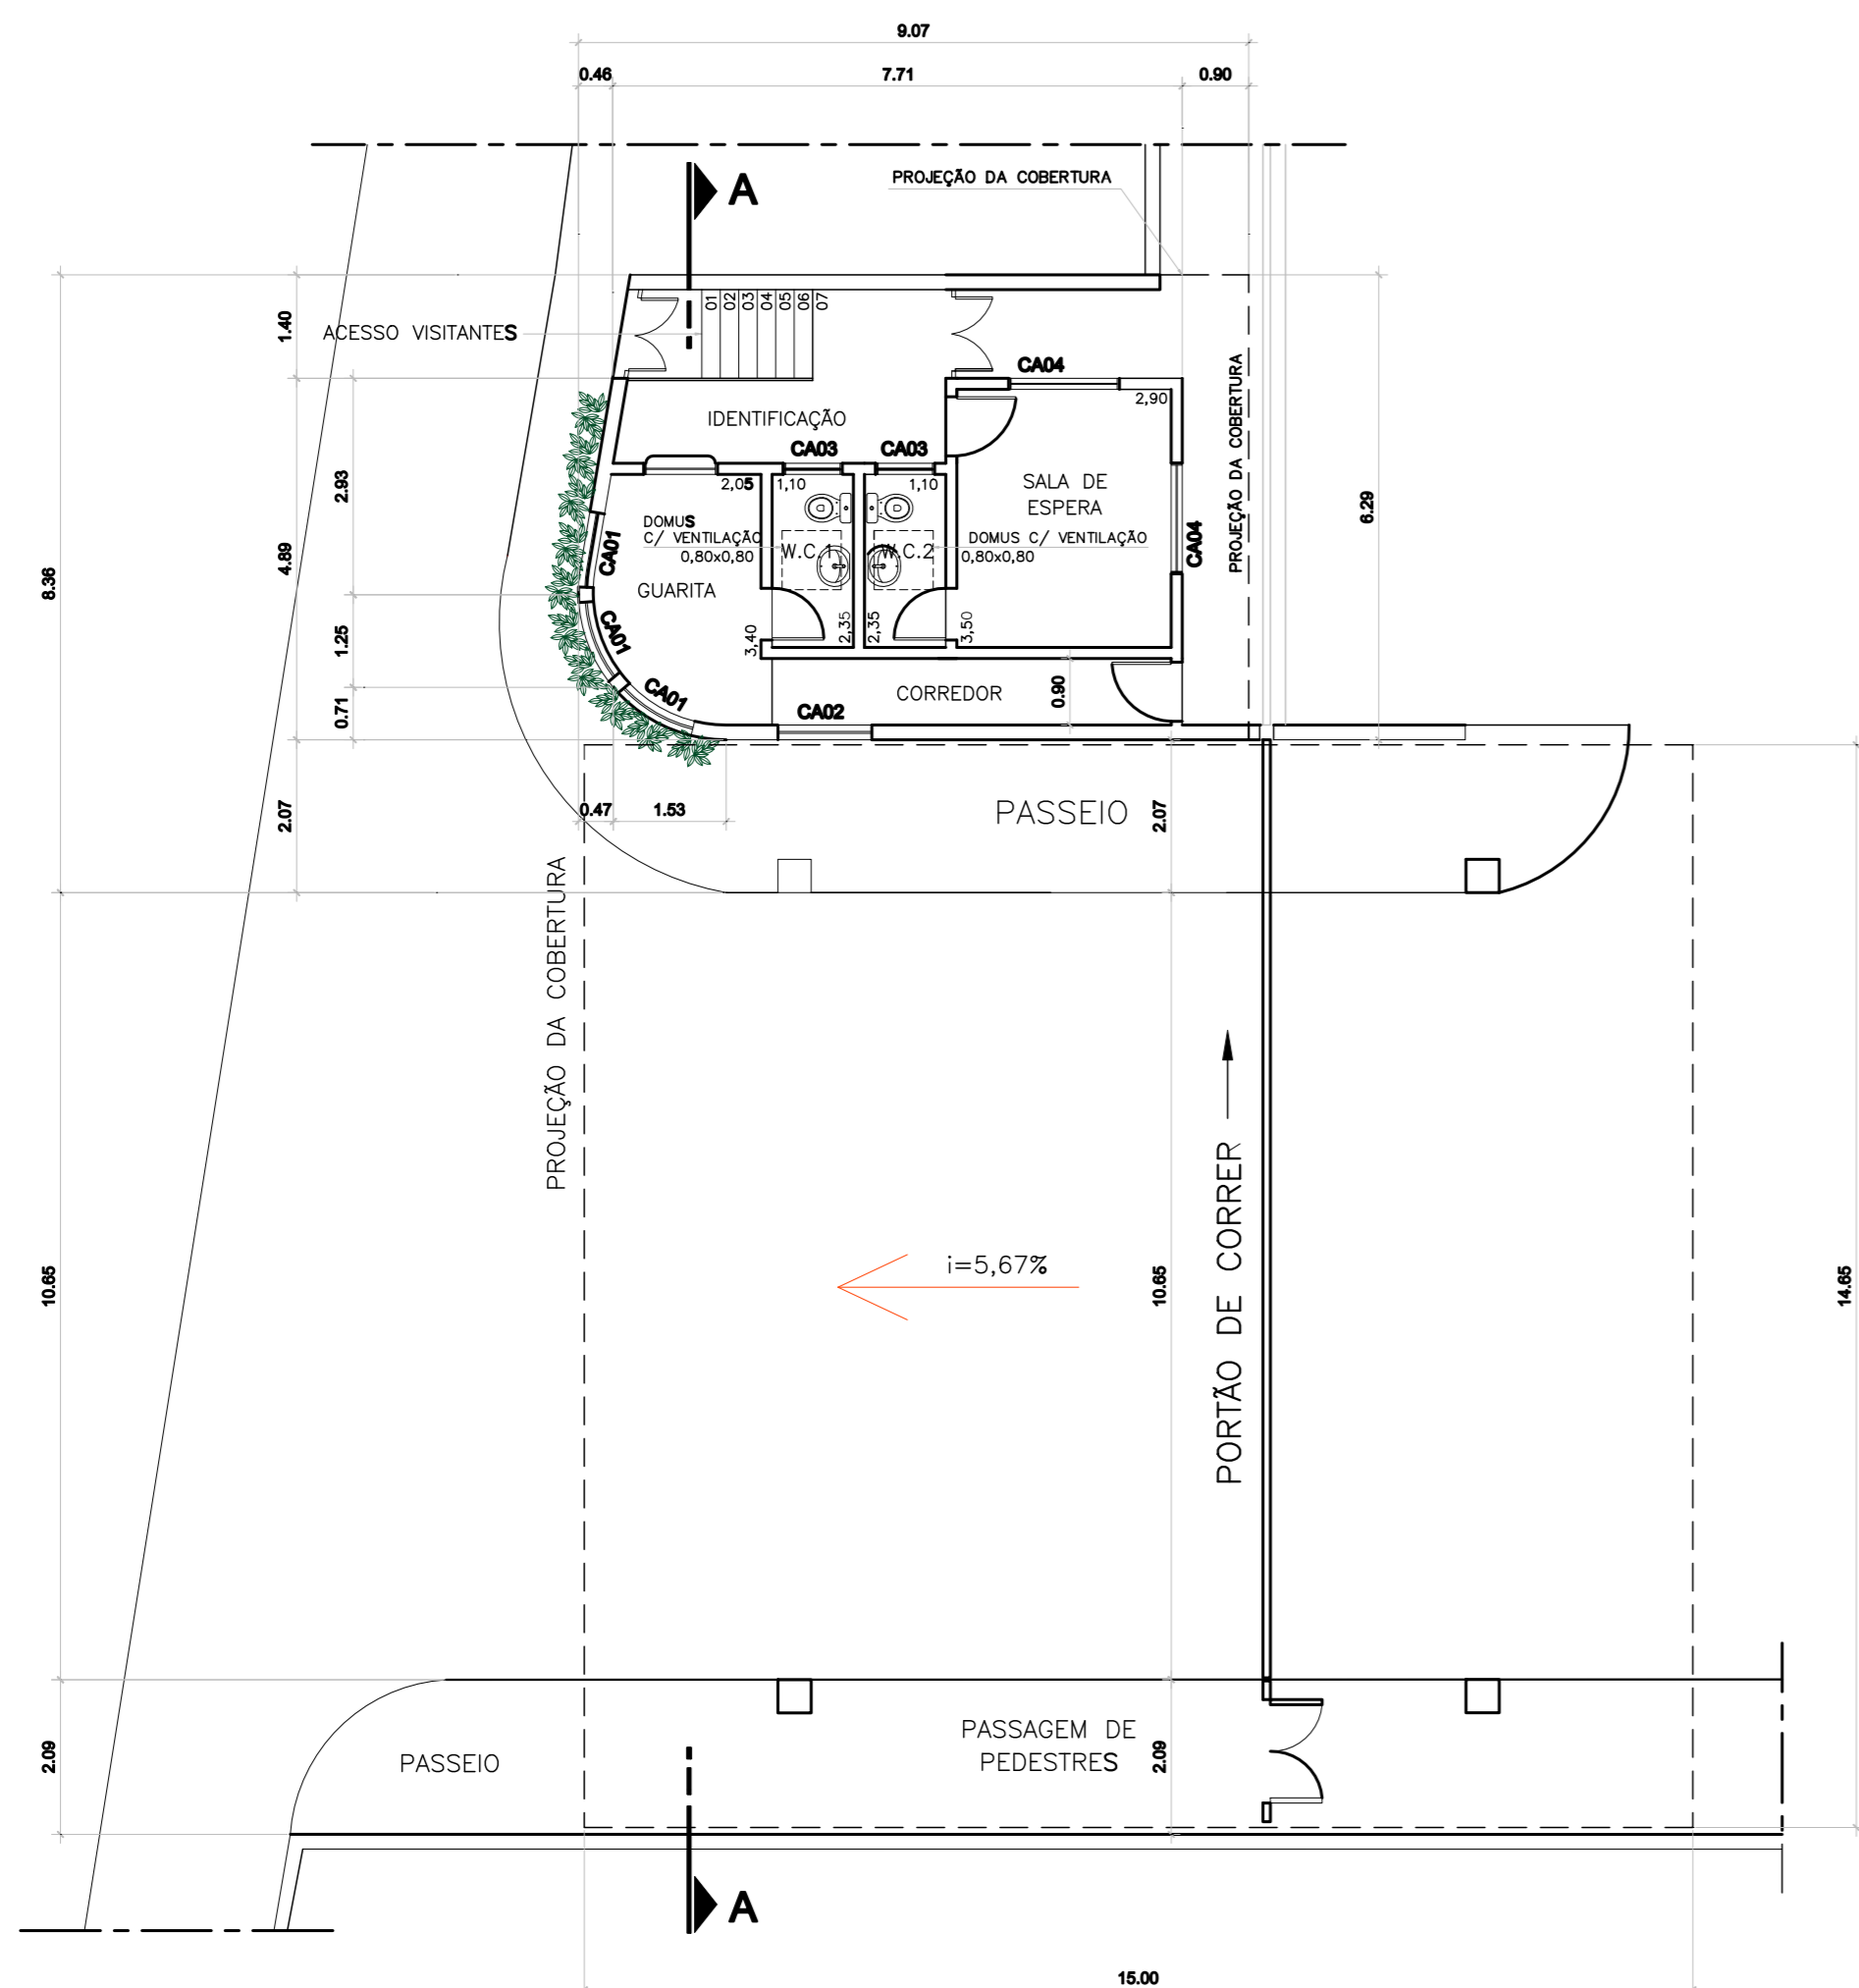 9.07
0.46
7.71
0.90
A
PROJEÇÃO DA COBERTURA
01
02
03
04
05
06
07
1.40
ACESSO VISITANTES
CA04
2,90
PROJEÇÃO DA COBERTURA
IDENTIFICAÇÃO
CA03
CA03
2.93
2,05
1,10
1,10
SALA DE
ESPERA
6.29
DOMUS
C/ VENTILAÇÃO
0,80x0,80
W.C.1
W.C.2
DOMUS C/ VENTILAÇÃO
0,80x0,80
CA04
CA01
4.89
8.36
GUARITA
CA01
1.25
3,40
2,35
2,35
3,50
CA01
CORREDOR
0.90
0.71
CA02
2.07
0.47
1.53
PASSEIO
2.07
PROJEÇÃO DA COBERTURA
PORTÃO DE CORRER
i=5,67%
10.65
10.65
14.65
PASSAGEM DE
PEDESTRES
PASSEIO
2.09
2.09
A
15.00